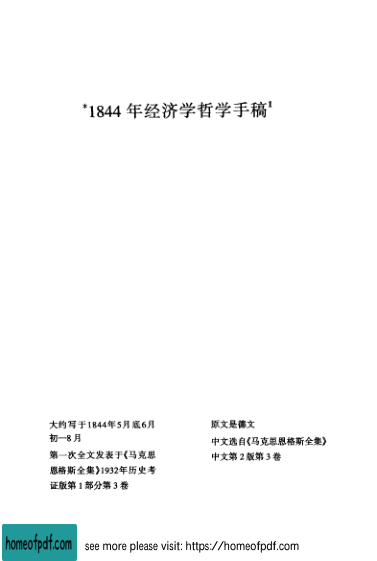 *1844 年经济学哲学手稿¹
大约写于1844年5月底6月
初—8月
第一次全文发表于《马克思
恩格斯全集》1932年历史考
证版第1部分第3卷
原文是德文
中文选自《马克思恩格斯全集》
中文第2版第3卷
homeofpdf.com
see more please visit: https://homeofpdf.com